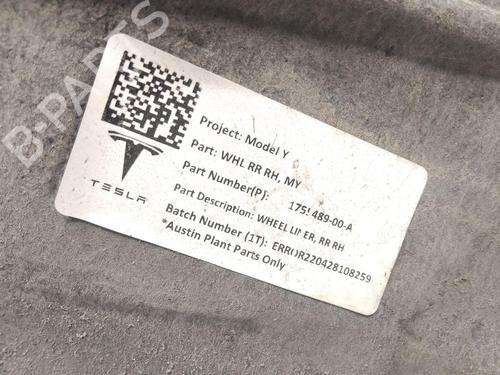 B-PARTS
TESLA
Project: Model Y
Part: WHL RR RH, MY
Part Number(P): 1751489-00-A
Part Description: WHEEL LINER, RR RH
Batch Number (1T): ERROR220428108259
*Austin Plant Parts Only